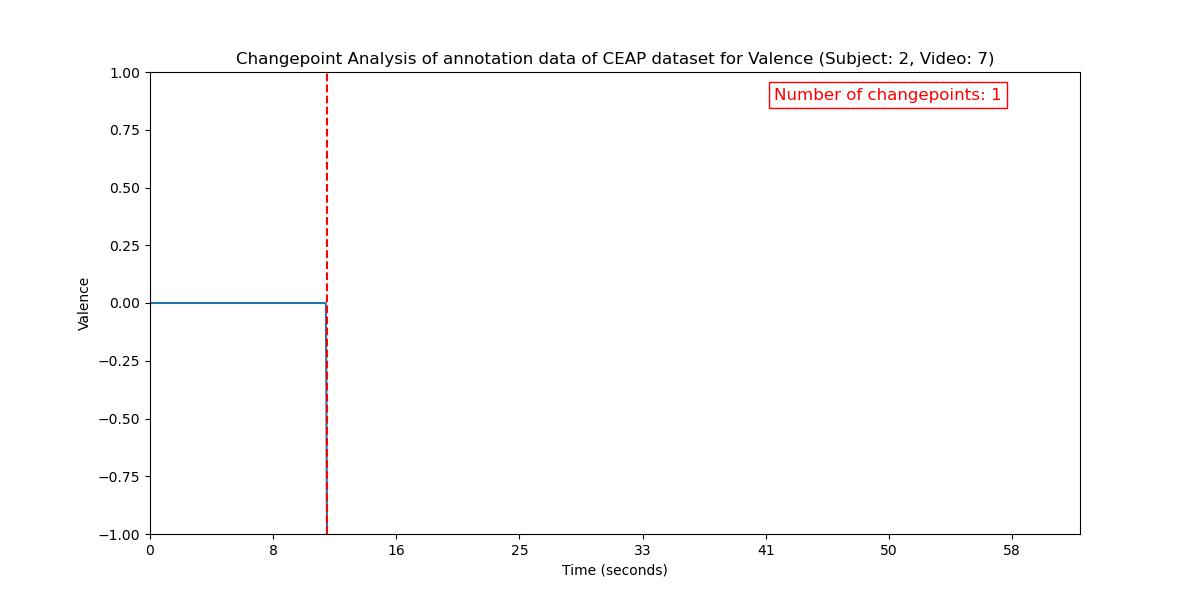 Changepoint Analysis of annotation data of CEAP dataset for Valence (Subject: 2, Video: 7)
Number of changepoints: 1
1.00
0.75
0.50
0.25
0.00
−0.25
−0.50
−0.75
−1.00
Valence
0 8 16 25 33 41 50 58
Time (seconds)